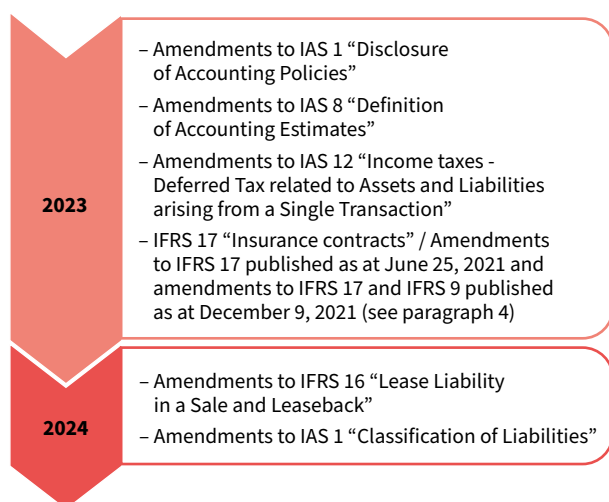 – Amendments to IAS 1 “Disclosure
of Accounting Policies”
– Amendments to IAS 8 “Definition
of Accounting Estimates”
– Amendments to IAS 12 “Income taxes -
Deferred Tax related to Assets and Liabilities
arising from a Single Transaction”
2023
– IFRS 17 “Insurance contracts” / Amendments
to IFRS 17 published as at June 25, 2021 and
amendments to IFRS 17 and IFRS 9 published
as at December 9, 2021 (see paragraph 4)
– Amendments to IFRS 16 “Lease Liability
in a Sale and Leaseback”
2024
– Amendments to IAS 1 “Classification of Liabilities”